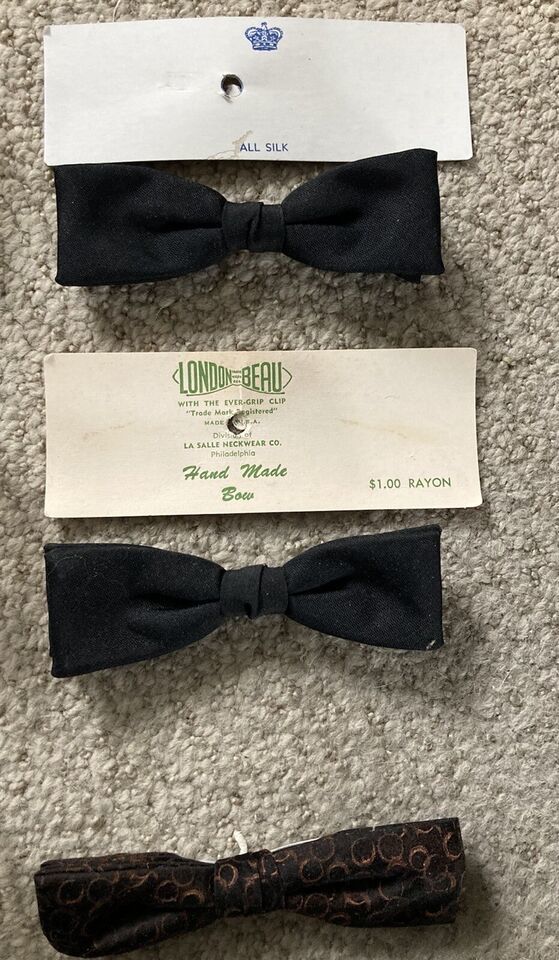 ALL SILK
LONDON BEAU
WITH THE EVER-GRIP CLIP
"Trade Mark Registered"
MADE U.S.A.
Division of
LA SALLE NECKWEAR CO.
Philadelphia
Hand Made
Bow
$1.00 RAYON